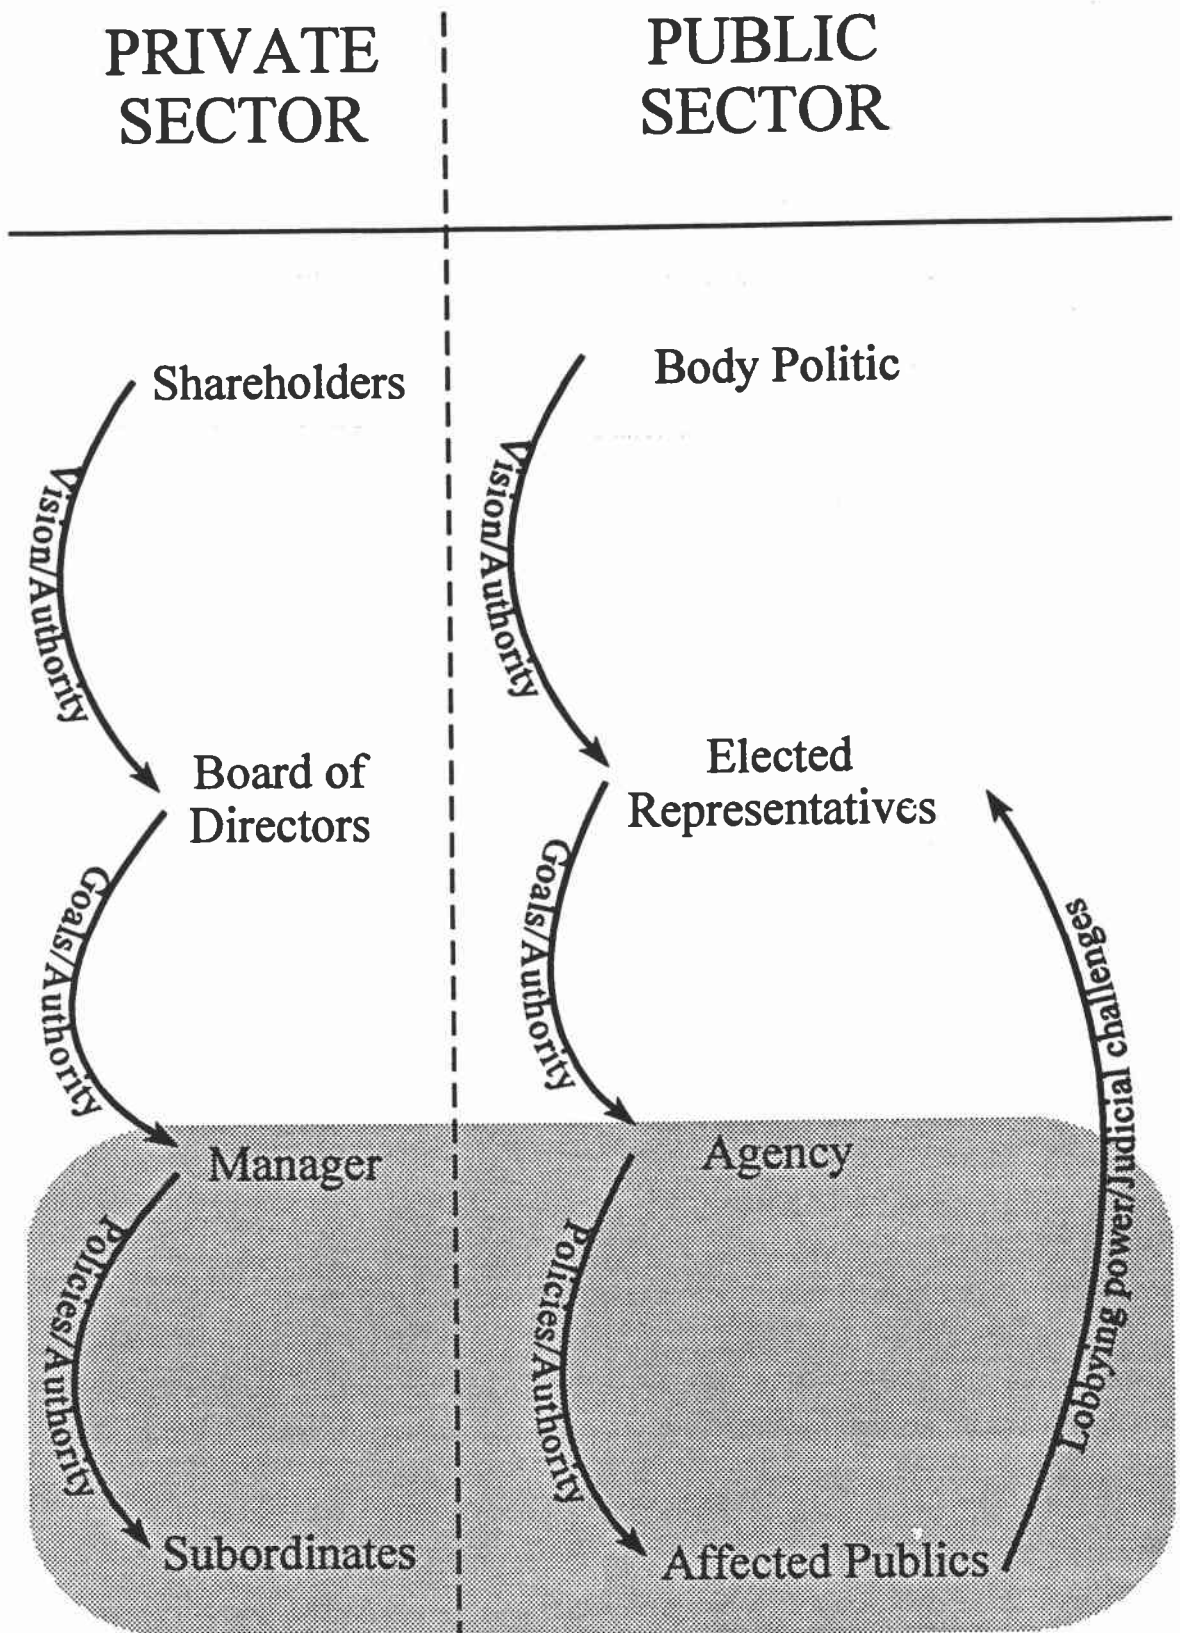 PRIVATE
SECTOR
PUBLIC
SECTOR
Shareholders
Body Politic
Vision/Authority
Vision/Authority
Board of
Directors
Elected
Representatives
Goals/Authority
Goals/Authority
Lobbying power/Judicial challenges
Manager
Agency
Policies/Authority
Policies/Authority
Subordinates
Affected Publics